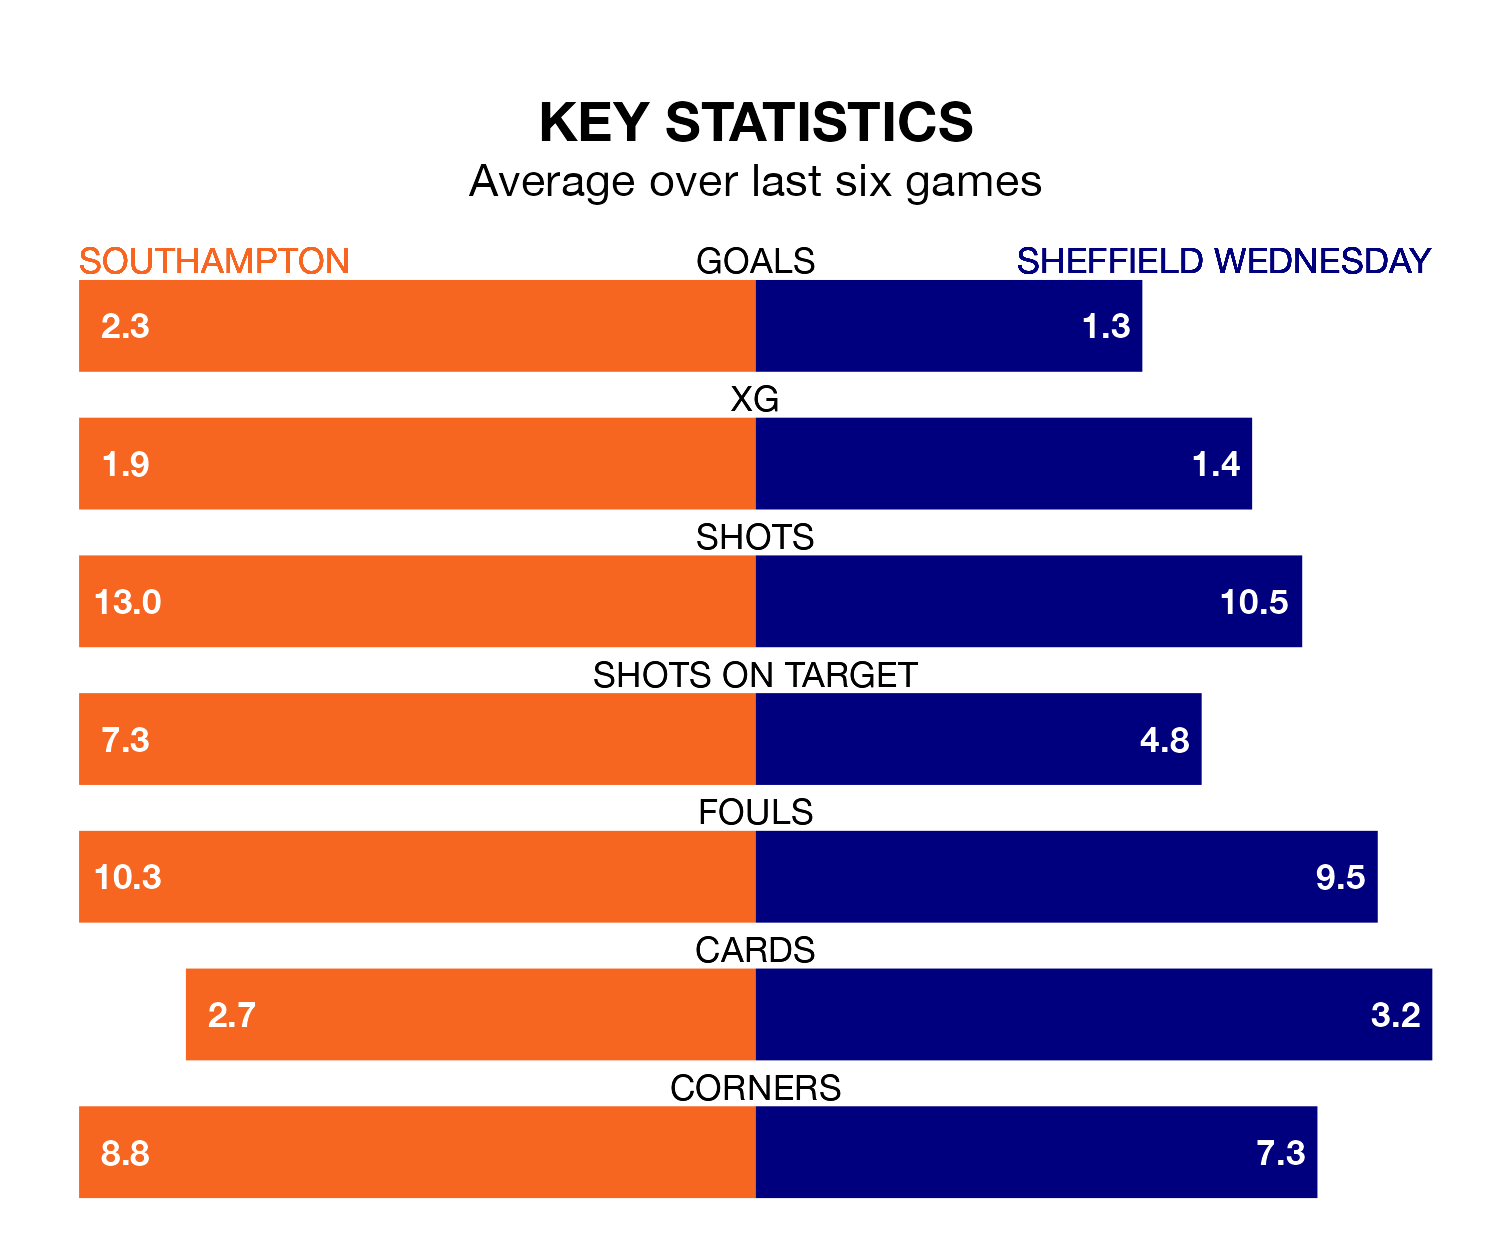 KEY STATISTICS
Average over last six games
SOUTHAMPTON GOALS SHEFFIELD WEDNESDAY
2.3 1.3
XG
1.9 1.4
SHOTS
13.0 10.5
SHOTS ON TARGET
7.3 4.8
FOULS
10.3 9.5
CARDS
2.7 3.2
CORNERS
8.8 7.3